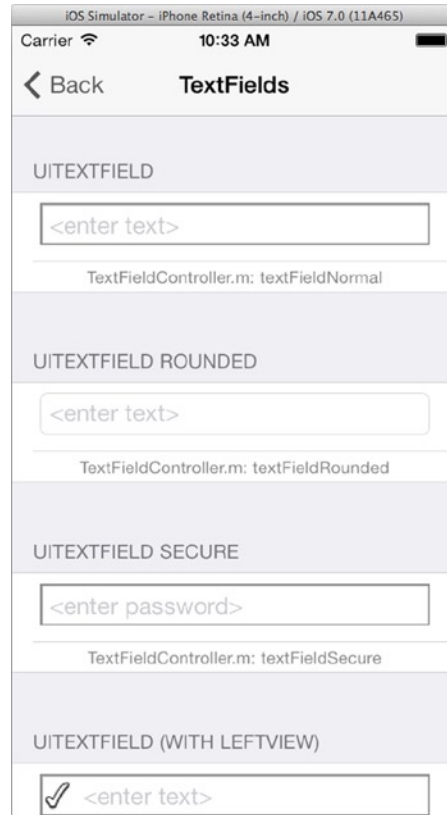 iOS Simulator – iPhone Retina (4-inch) / iOS 7.0 (11A465)
Carrier 10:33 AM
Back TextFields
UITEXTFIELD
<enter text>
TextFieldController.m: textFieldNormal
UITEXTFIELD ROUNDED
<enter text>
TextFieldController.m: textFieldRounded
UITEXTFIELD SECURE
<enter password>
TextFieldController.m: textFieldSecure
UITEXTFIELD (WITH LEFTVIEW)
<enter text>